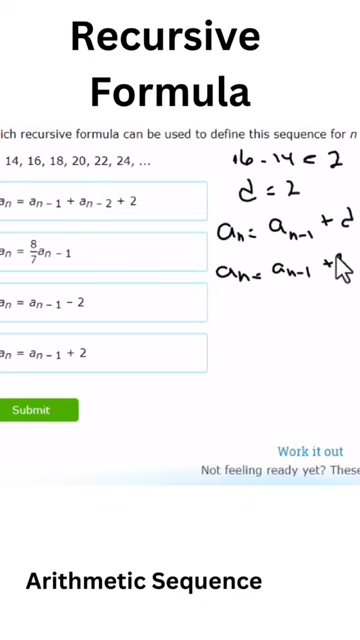 Recursive
Formula
ich recursive formula can be used to define this sequence for n
14, 16, 18, 20, 22, 24, ...
16 - 14 = 2
d = 2
aₙ = aₙ₋₁ + d
aₙ = aₙ₋₁ +
aₙ = aₙ₋₁ + aₙ₋₂ + 2
aₙ = 8/7 aₙ₋₁
aₙ = aₙ₋₁ - 2
aₙ = aₙ₋₁ + 2
Submit
Work it out
Not feeling ready yet? These
Arithmetic Sequence